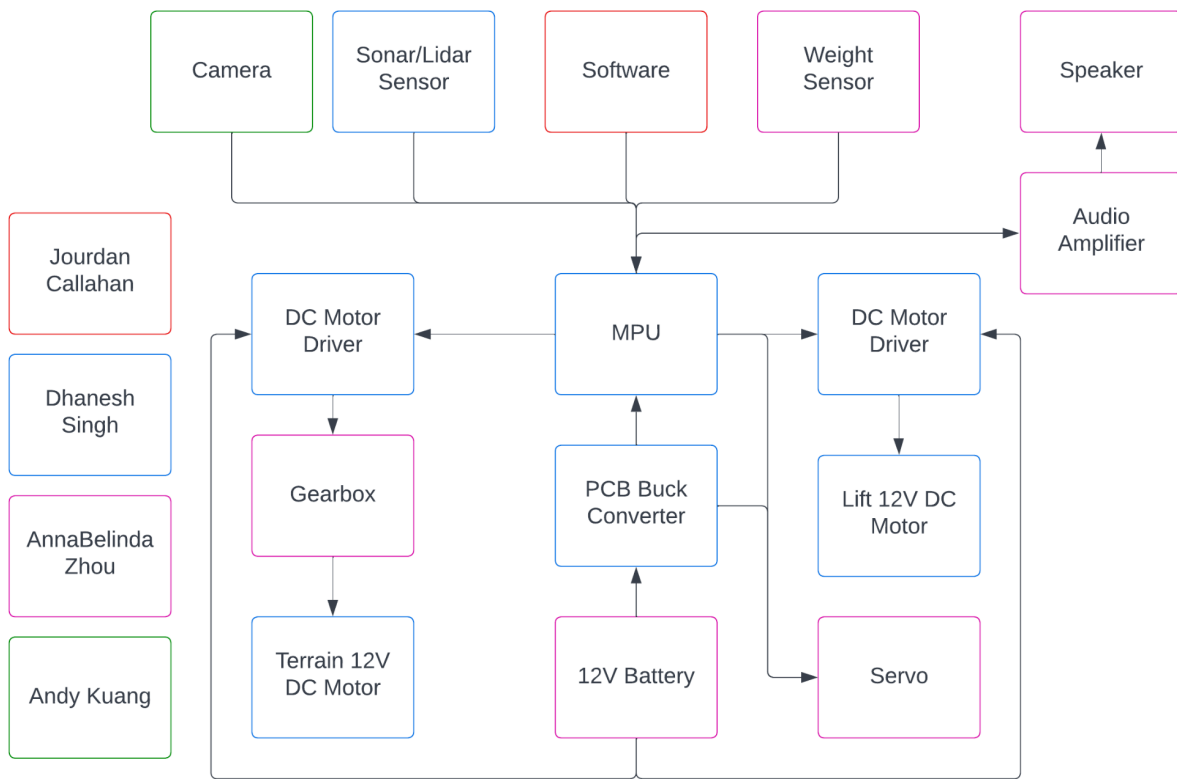 Camera
Sonar/Lidar
Sensor
Software
Weight
Sensor
Speaker
Audio
Amplifier
Jourdan
Callahan
Dhanesh
Singh
AnnaBelinda
Zhou
Andy Kuang
DC Motor
Driver
MPU
DC Motor
Driver
Gearbox
PCB Buck
Converter
Lift 12V DC
Motor
Terrain 12V
DC Motor
12V Battery
Servo